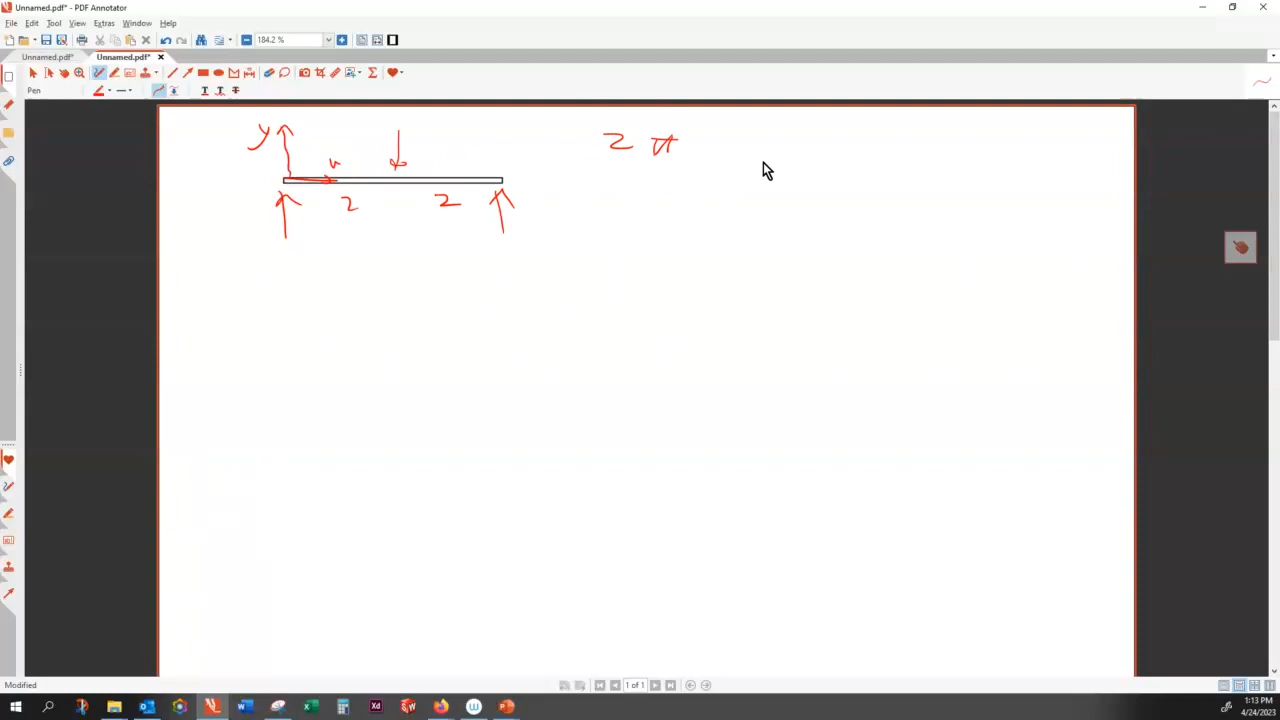 Unnamed.pdf* - PDF Annotator
File Edit Tool View Extras Window Help
184.2 %
Unnamed.pdf* Unnamed.pdf*
Pen
y
2 2
2
1 of 1
Modified
1:13 PM
4/24/2023